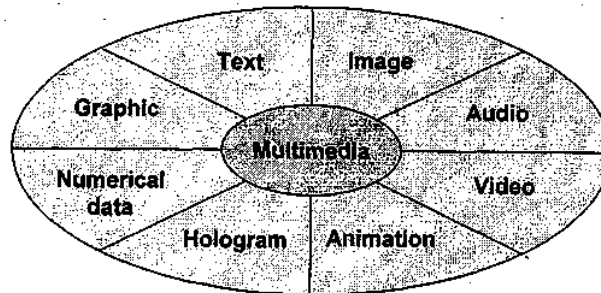 Text
Image
Graphic
Audio
Multimedia
Numerical
data
Video
Hologram
Animation